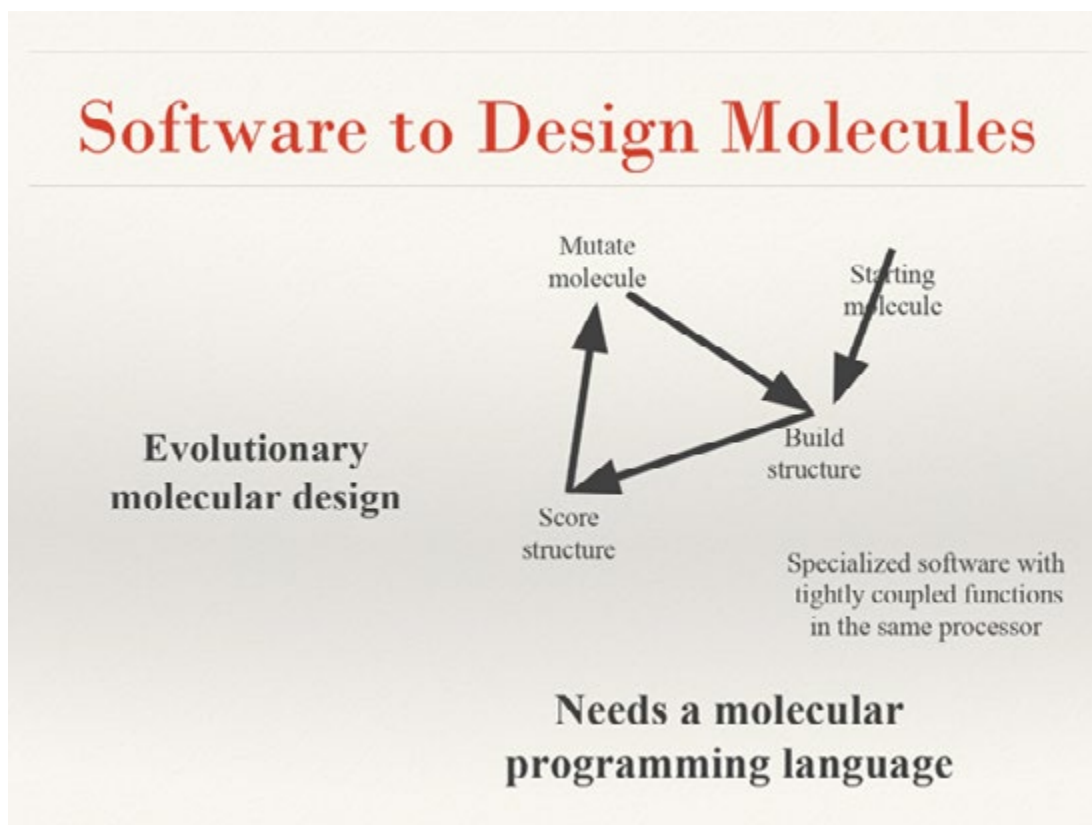 Software to Design Molecules
Mutate
molecule
Starting
molecule
Evolutionary
molecular design
Build
structure
Score
structure
Specialized software with
tightly coupled functions
in the same processor
Needs a molecular
programming language